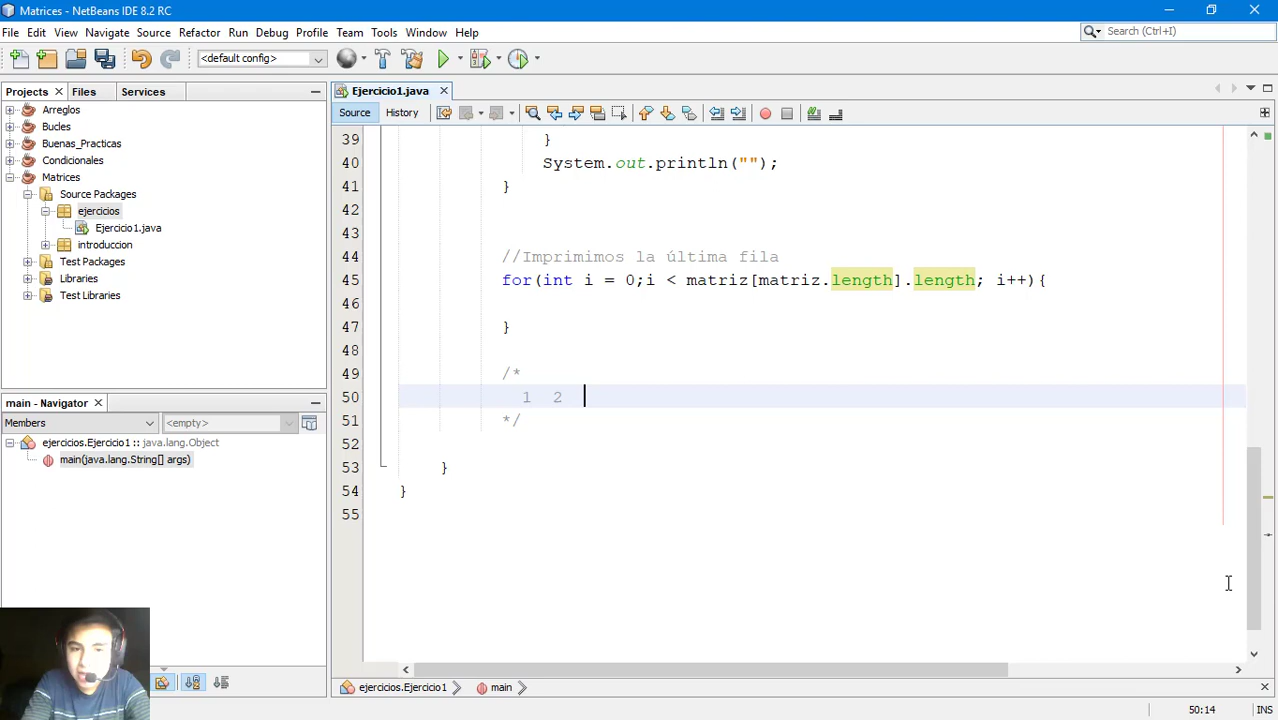 Matrices - NetBeans IDE 8.2 RC
File Edit View Navigate Source Refactor Run Debug Profile Team Tools Window Help
Search (Ctrl+I)
<default config>
Projects Files Services
Arreglos
Bucles
Buenas_Practicas
Condicionales
Matrices
Source Packages
ejercicios
Ejercicio1.java
introduccion
Test Packages
Libraries
Test Libraries
main - Navigator
Members <empty>
ejercicios.Ejercicio1 :: java.lang.Object
main(java.lang.String[] args)
Ejercicio1.java
Source History
39 }
40 System.out.println("");
41 }
42
43
44 //Imprimimos la última fila
45 for(int i = 0;i < matriz[matriz.length].length; i++){
46
47 }
48
49 /*
50 1 2
51 */
52
53 }
54 }
55
ejercicios.Ejercicio1 main
50:14 INS